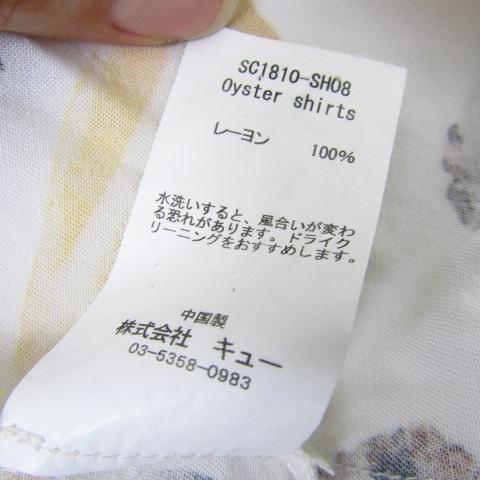 SC1810-SH08
Oyster shirts
レーヨン 100%
水洗いすると、風合いが変わ
る恐れがあります。ドライク
リーニングをおすすめします。
中国製
株式会社 キュー
03-5358-0983